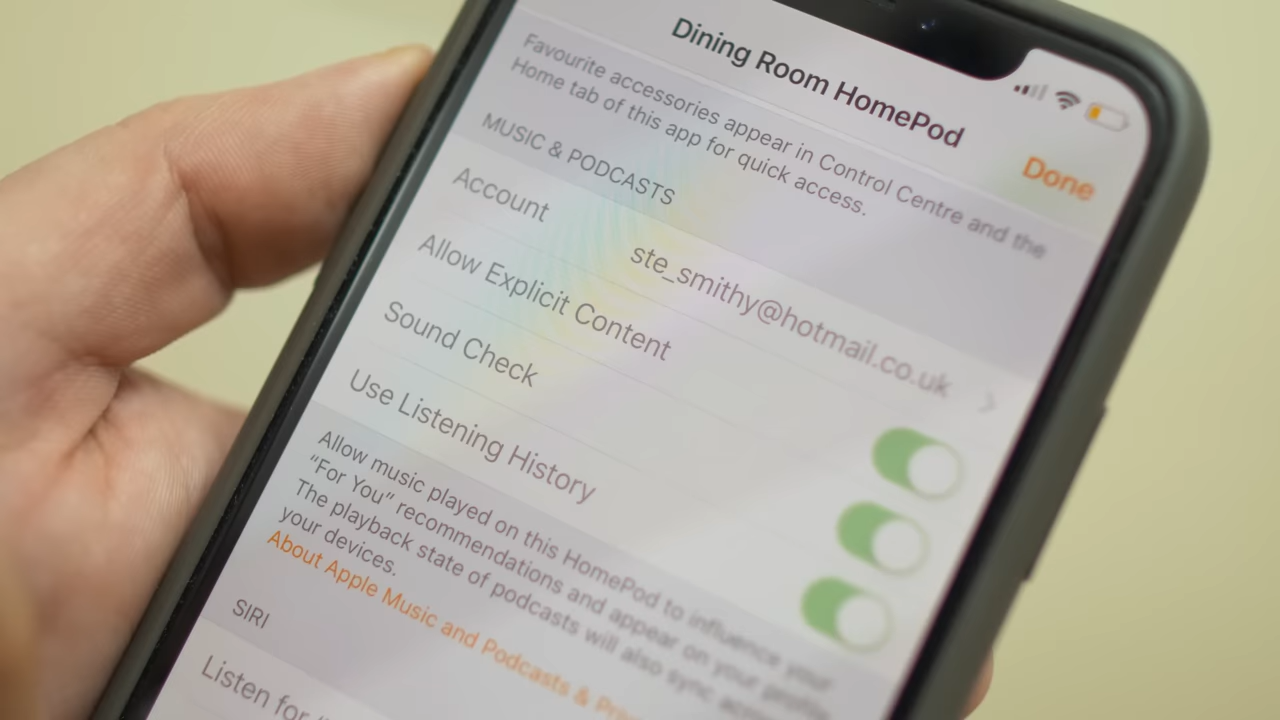 Dining Room HomePod
Done
Favourite accessories appear in Control Centre and the
Home tab of this app for quick access.
MUSIC & PODCASTS
Account
ste_smithy@hotmail.co.uk
Allow Explicit Content
Sound Check
Use Listening History
Allow music played on this HomePod to influence your
“For You” recommendations and appear on your profile.
The playback state of podcasts will also sync
your devices.
About Apple Music and Podcasts &
SIRI
Listen for